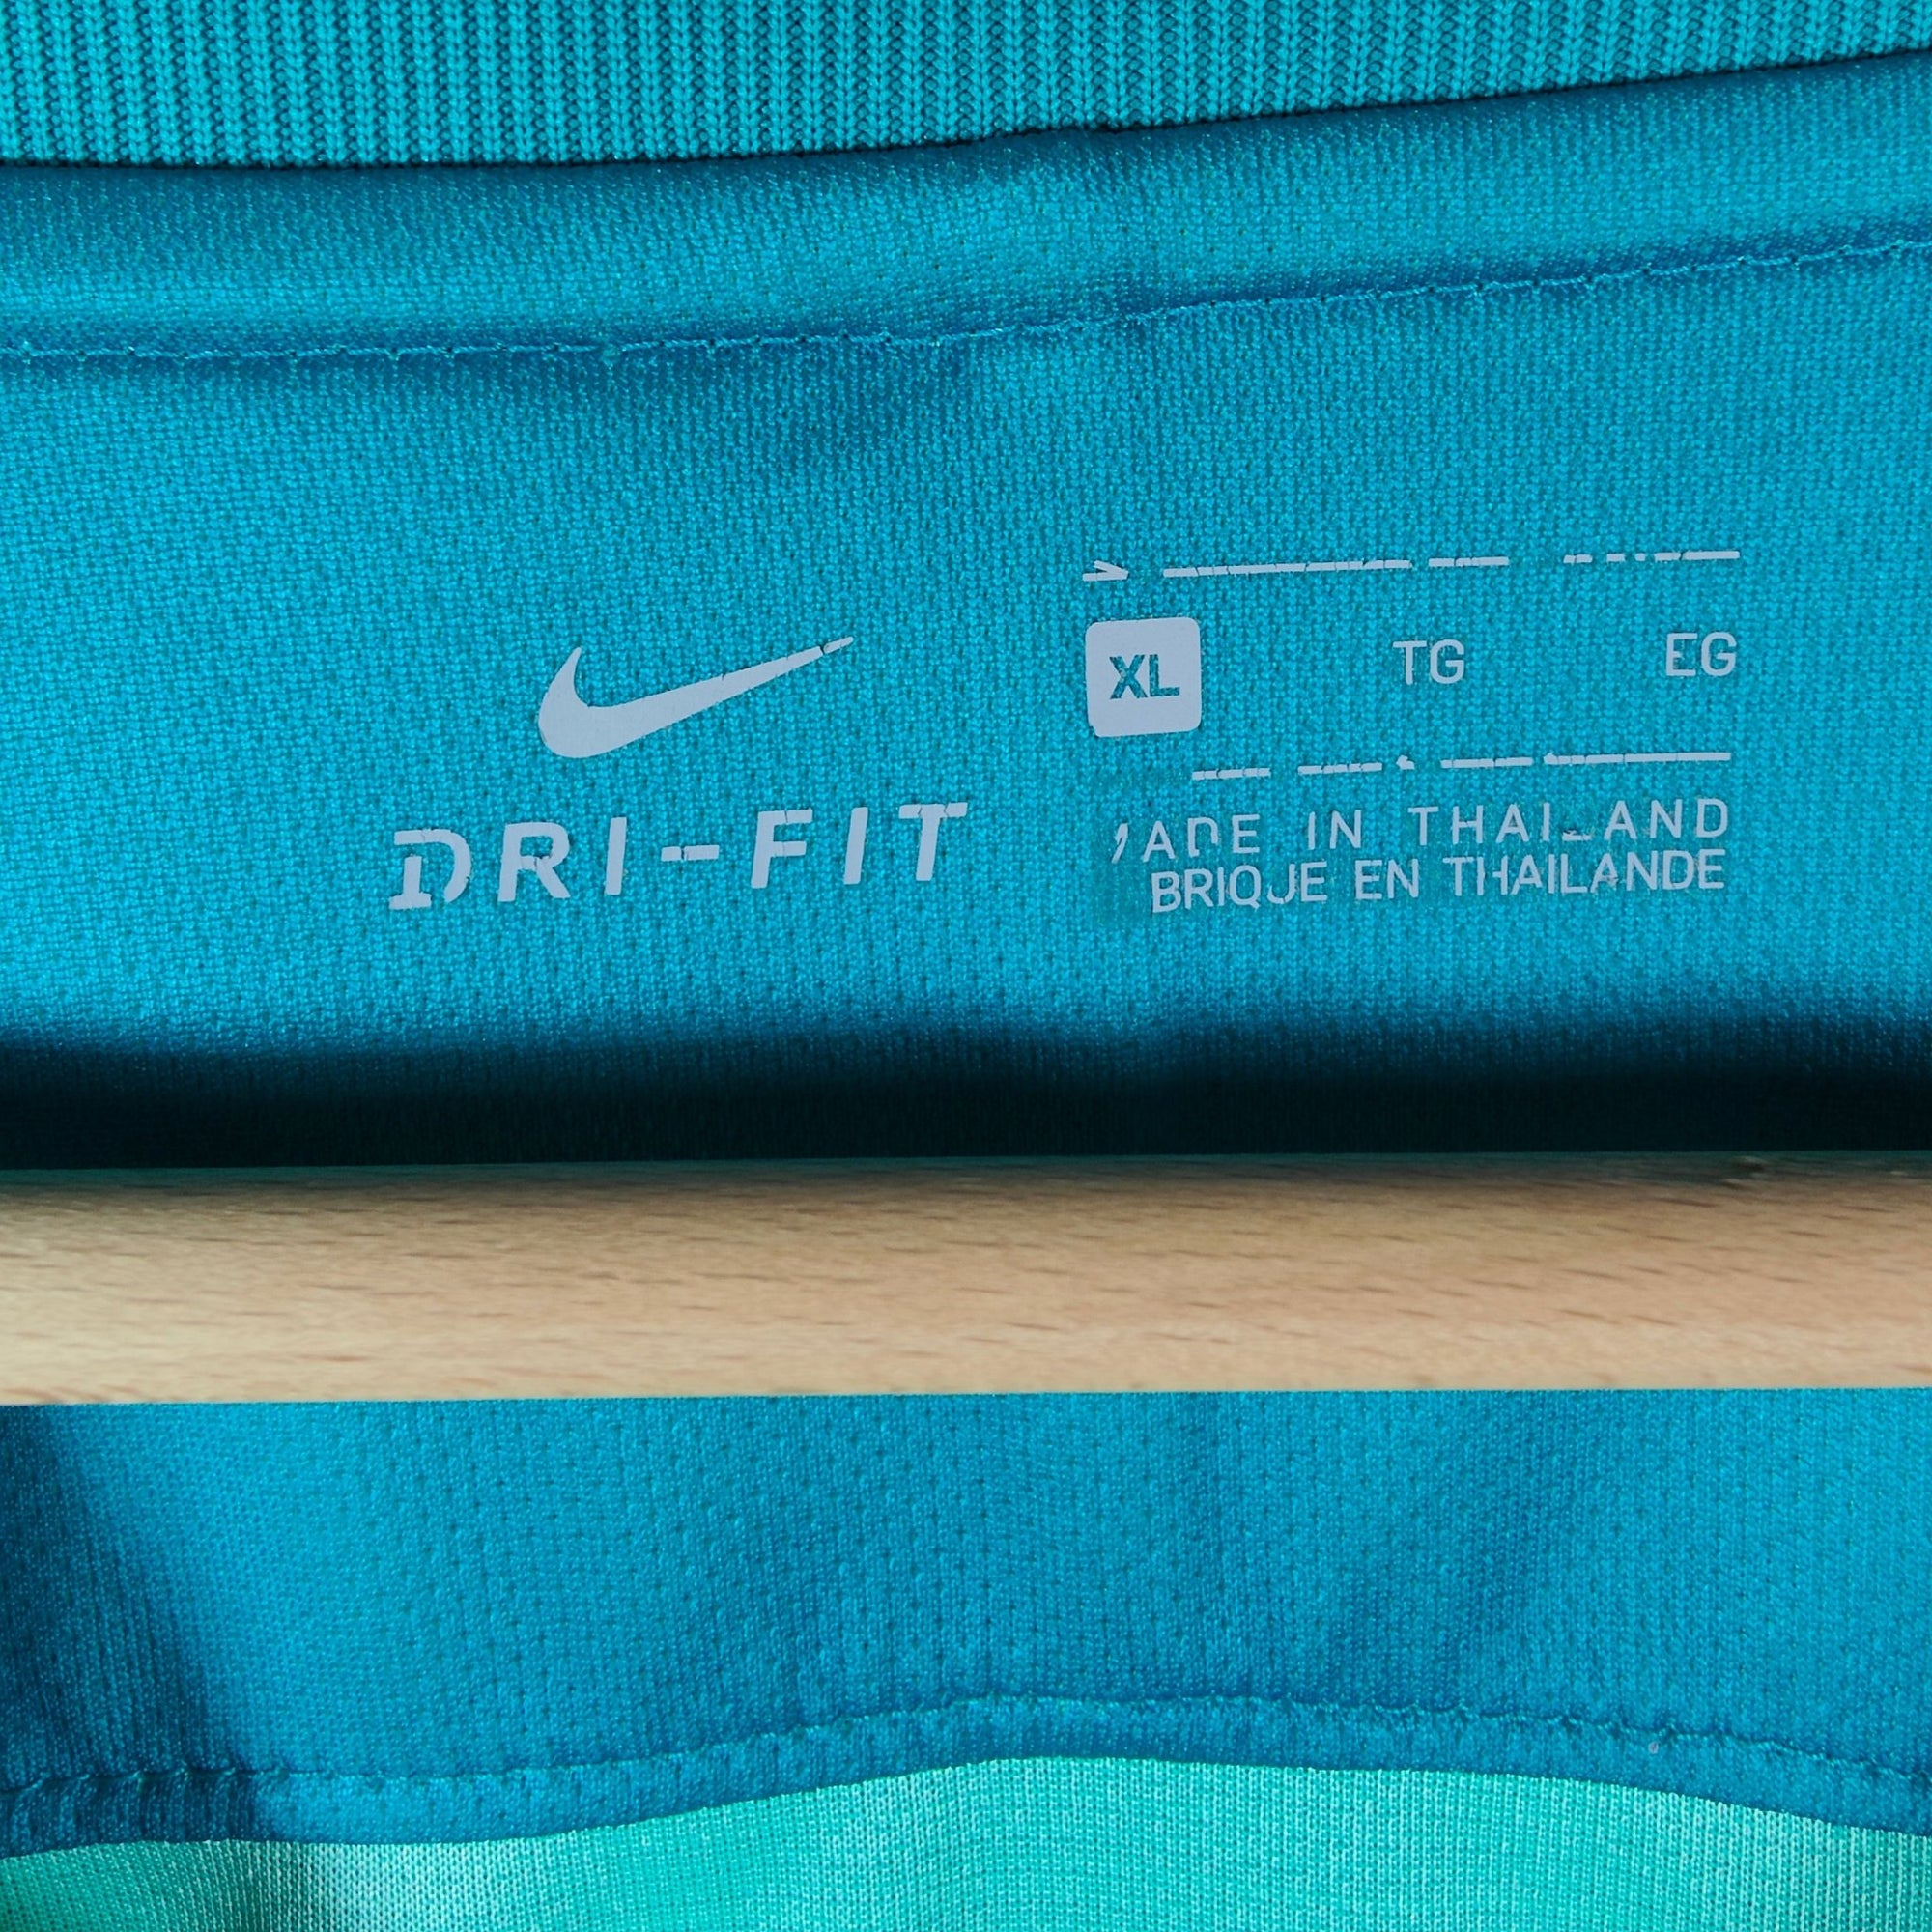 XL TG EG
DRI-FIT
ADE IN THAILAND
BRIQUE EN THAILANDE